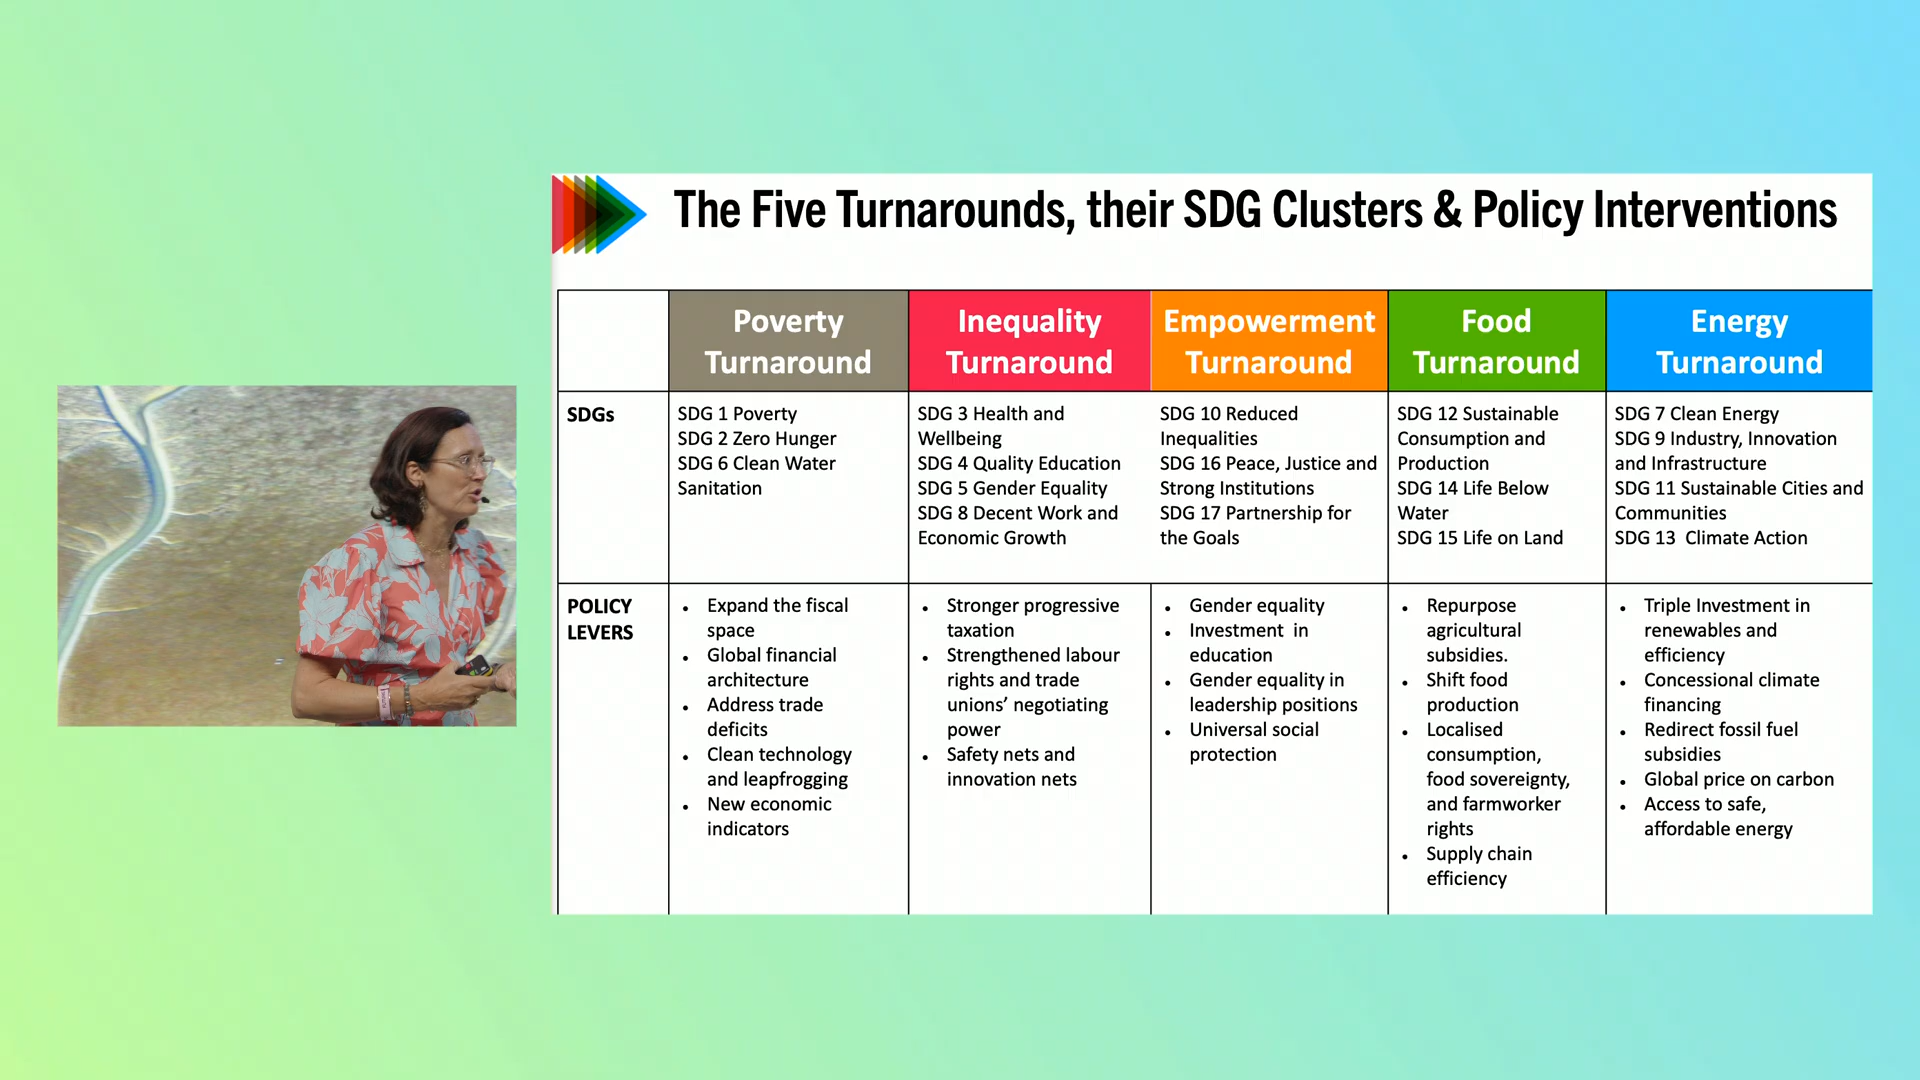 The Five Turnarounds, their SDG Clusters & Policy Interventions
Poverty
Turnaround
Inequality
Turnaround
Empowerment
Turnaround
Food
Turnaround
Energy
Turnaround
SDGs
SDG 1 Poverty
SDG 2 Zero Hunger
SDG 6 Clean Water
Sanitation
SDG 3 Health and
Wellbeing
SDG 4 Quality Education
SDG 5 Gender Equality
SDG 8 Decent Work and
Economic Growth
SDG 10 Reduced
Inequalities
SDG 16 Peace, Justice and
Strong Institutions
SDG 17 Partnership for
the Goals
SDG 12 Sustainable
Consumption and
Production
SDG 14 Life Below
Water
SDG 15 Life on Land
SDG 7 Clean Energy
SDG 9 Industry, Innovation
and Infrastructure
SDG 11 Sustainable Cities and
Communities
SDG 13  Climate Action
POLICY
LEVERS
• Expand the fiscal
space
• Global financial
architecture
• Address trade
deficits
• Clean technology
and leapfrogging
• New economic
indicators
• Stronger progressive
taxation
• Strengthened labour
rights and trade
unions’ negotiating
power
• Safety nets and
innovation nets
• Gender equality
• Investment  in
education
• Gender equality in
leadership positions
• Universal social
protection
• Repurpose
agricultural
subsidies.
• Shift food
production
• Localised
consumption,
food sovereignty,
and farmworker
rights
• Supply chain
efficiency
• Triple Investment in
renewables and
efficiency
• Concessional climate
financing
• Redirect fossil fuel
subsidies
• Global price on carbon
• Access to safe,
affordable energy